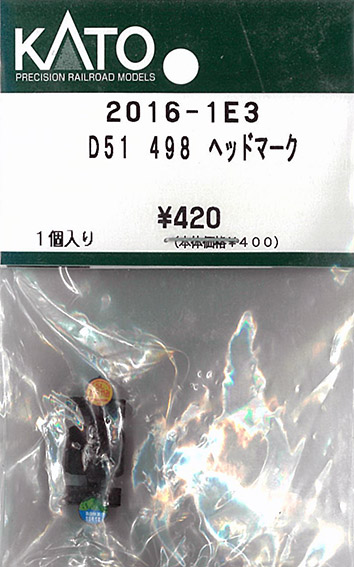 KATO
PRECISION RAILROAD MODELS
2016-1E3
D51 498 ヘッドマーク
¥420
1個入り (本体価格¥400)